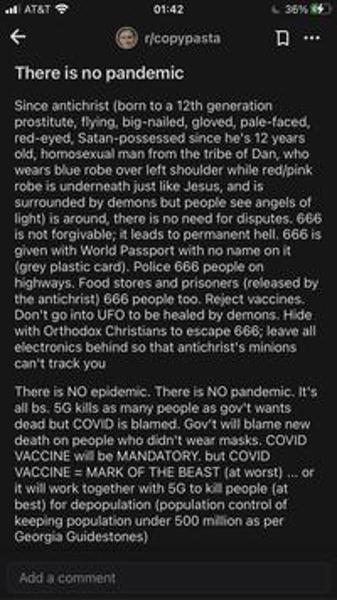 AT&T 01:42 36%
r/copypasta
There is no pandemic
Since antichrist (born to a 12th generation
prostitute, flying, big-nailed, gloved, pale-faced,
red-eyed, Satan-possessed since he's 12 years
old, homosexual man from the tribe of Dan, who
wears blue robe over left shoulder while red/pink
robe is underneath just like Jesus, and is
surrounded by demons but people see angels of
light) is around, there is no need for disputes. 666
is not forgivable; it leads to permanent hell. 666 is
given with World Passport with no name on it
(grey plastic card). Police 666 people on
highways. Food stores and prisoners (released by
the antichrist) 666 people too. Reject vaccines.
Don't go into UFO to be healed by demons. Hide
with Orthodox Christians to escape 666; leave all
electronics behind so that antichrist's minions
can't track you
There is NO epidemic. There is NO pandemic. It's
all bs. 5G kills as many people as gov't wants
dead but COVID is blamed. Gov't will blame new
death on people who didn't wear masks. COVID
VACCINE will be MANDATORY. but COVID
VACCINE = MARK OF THE BEAST (at worst) ... or
it will work together with 5G to kill people (at
best) for depopulation (population control of
keeping population under 500 million as per
Georgia Guidestones)
Add a comment